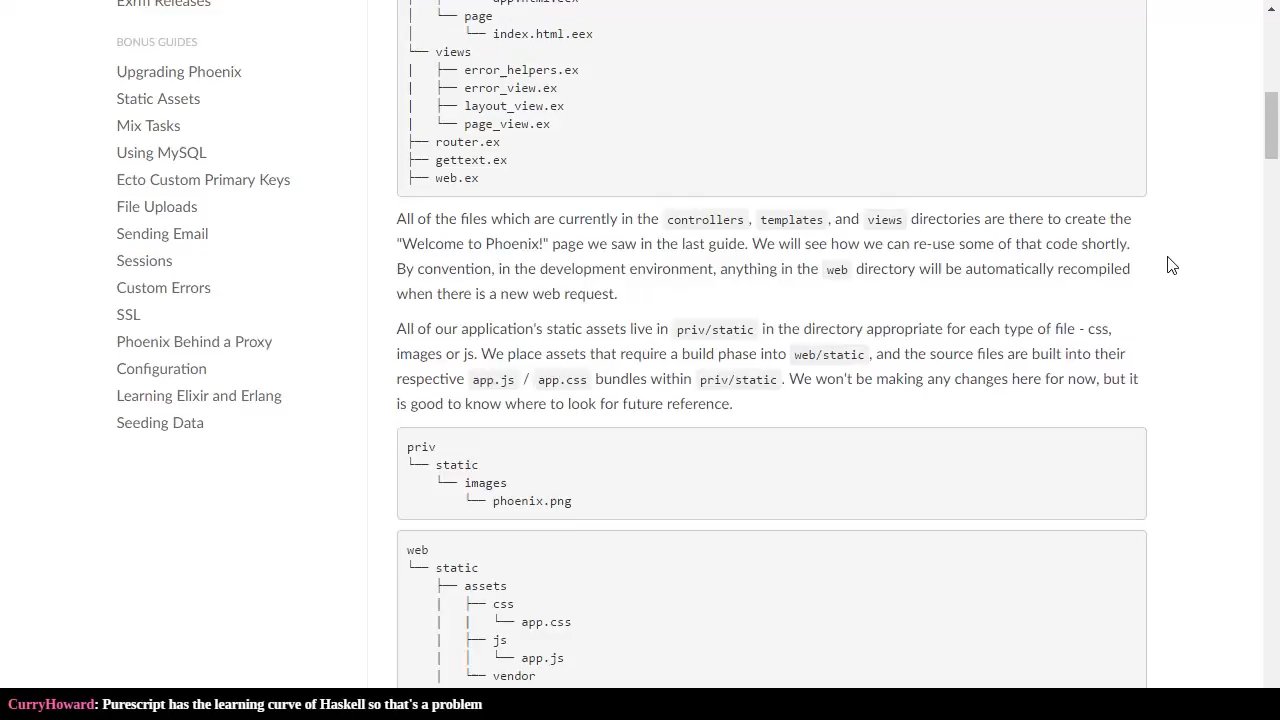 Exrm Releases
BONUS GUIDES
Upgrading Phoenix
Static Assets
Mix Tasks
Using MySQL
Ecto Custom Primary Keys
File Uploads
Sending Email
Sessions
Custom Errors
SSL
Phoenix Behind a Proxy
Configuration
Learning Elixir and Erlang
Seeding Data
│   │   └── app.html.eex
│   └── page
│       └── index.html.eex
└── views
|   ├── error_helpers.ex
|   ├── error_view.ex
|   ├── layout_view.ex
|   └── page_view.ex
├── router.ex
├── gettext.ex
├── web.ex
All of the files which are currently in the controllers, templates, and views directories are there to create the
"Welcome to Phoenix!" page we saw in the last guide. We will see how we can re-use some of that code shortly.
By convention, in the development environment, anything in the web directory will be automatically recompiled
when there is a new web request.
All of our application's static assets live in priv/static in the directory appropriate for each type of file - css,
images or js. We place assets that require a build phase into web/static, and the source files are built into their
respective app.js / app.css bundles within priv/static. We won't be making any changes here for now, but it
is good to know where to look for future reference.
priv
└── static
    └── images
        └── phoenix.png
web
└── static
    ├── assets
    |   ├── css
    |   |   └── app.css
    |   ├── js
    |   │   └── app.js
    |   └── vendor
CurryHoward: Purescript has the learning curve of Haskell so that's a problem